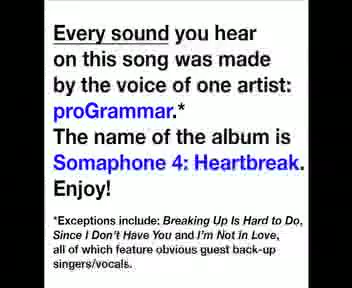 Every sound you hear
on this song was made
by the voice of one artist:
proGrammar.*
The name of the album is
Somaphone 4: Heartbreak.
Enjoy!
*Exceptions include: Breaking Up Is Hard to Do,
Since I Don't Have You and I'm Not in Love,
all of which feature obvious guest back-up
singers/vocals.